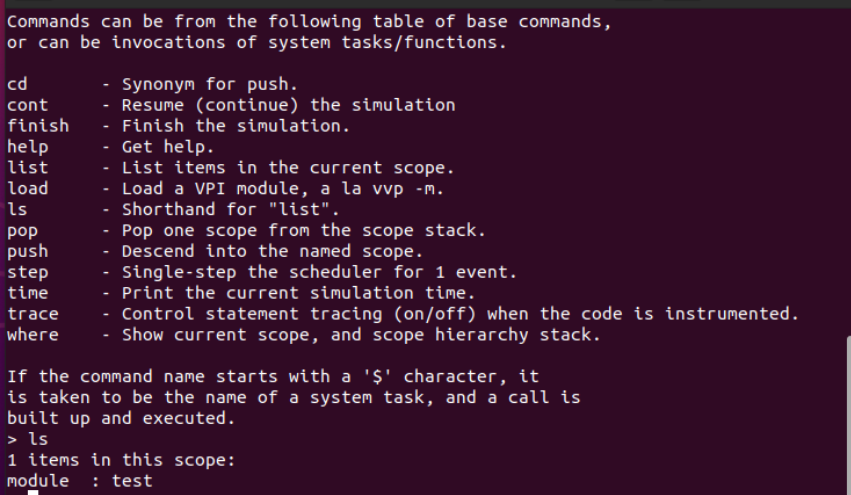 Commands can be from the following table of base commands,
or can be invocations of system tasks/functions.
cd - Synonym for push.
cont - Resume (continue) the simulation
finish - Finish the simulation.
help - Get help.
list - List items in the current scope.
load - Load a VPI module, a la vvp -m.
ls - Shorthand for "list".
pop - Pop one scope from the scope stack.
push - Descend into the named scope.
step - Single-step the scheduler for 1 event.
time - Print the current simulation time.
trace - Control statement tracing (on/off) when the code is instrumented.
where - Show current scope, and scope hierarchy stack.
If the command name starts with a '$' character, it
is taken to be the name of a system task, and a call is
built up and executed.
> ls
1 items in this scope:
module : test